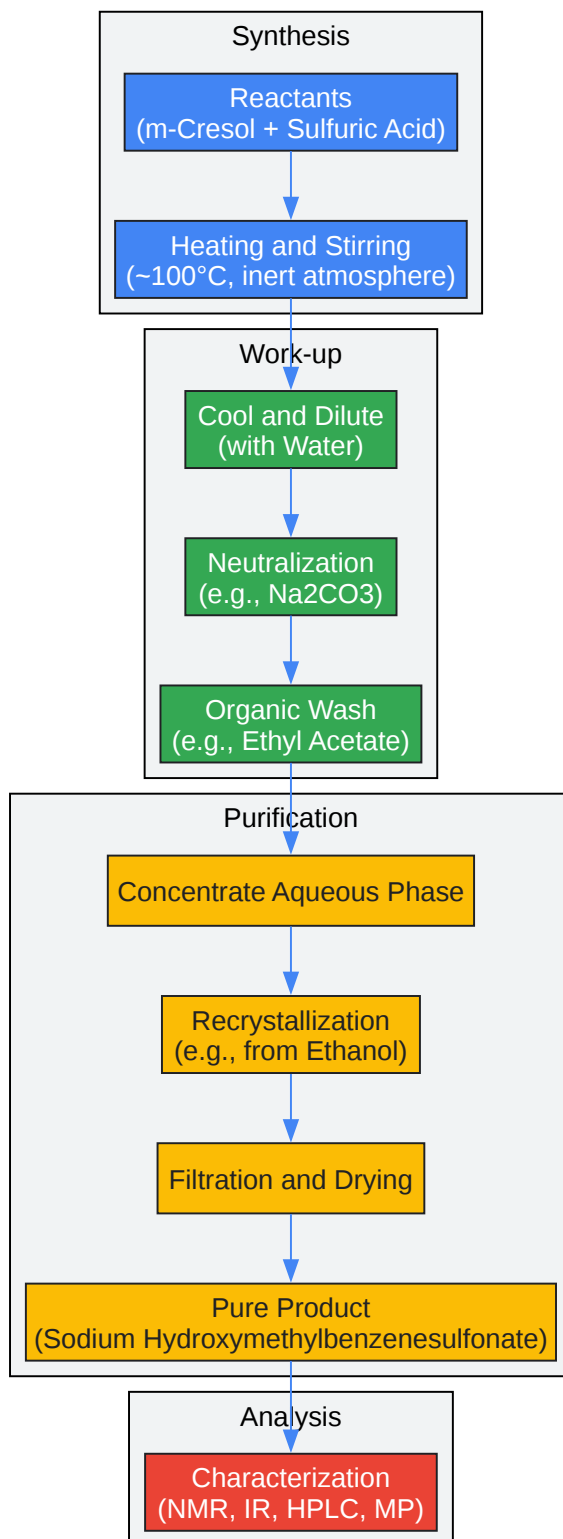 Synthesis
Reactants
(m-Cresol + Sulfuric Acid)
Heating and Stirring
(~100°C, inert atmosphere)
Work-up
Cool and Dilute
(with Water)
Neutralization
(e.g., Na2CO3)
Organic Wash
(e.g., Ethyl Acetate)
Purification
Concentrate Aqueous Phase
Recrystallization
(e.g., from Ethanol)
Filtration and Drying
Pure Product
(Sodium Hydroxymethylbenzenesulfonate)
Analysis
Characterization
(NMR, IR, HPLC, MP)